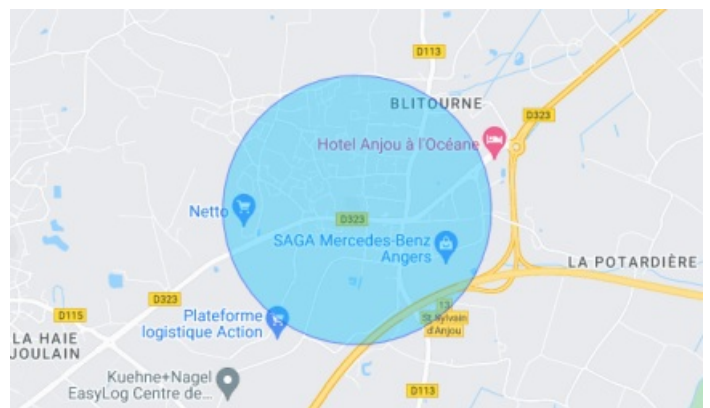 D113
BLITOURNE
D323
Hotel Anjou à l'Océane
Netto
D323
SAGA Mercedes-Benz
Angers
LA POTARDIÈRE
D323
D115
Plateforme
logistique Action
13
St Sylvain
d'Anjou
LA HAIE
JOULAIN
Kuehne+Nagel
EasyLog Centre de...
D113